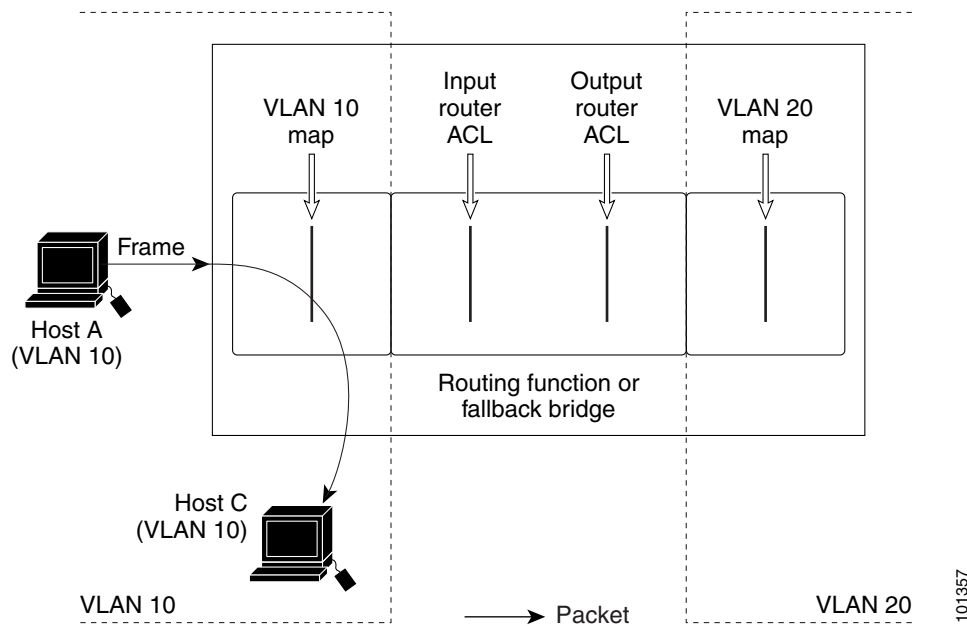 VLAN 10
map
Input
router
ACL
Output
router
ACL
VLAN 20
map
Frame
Host A
(VLAN 10)
Routing function or
fallback bridge
Host C
(VLAN 10)
VLAN 10
Packet
VLAN 20
101357